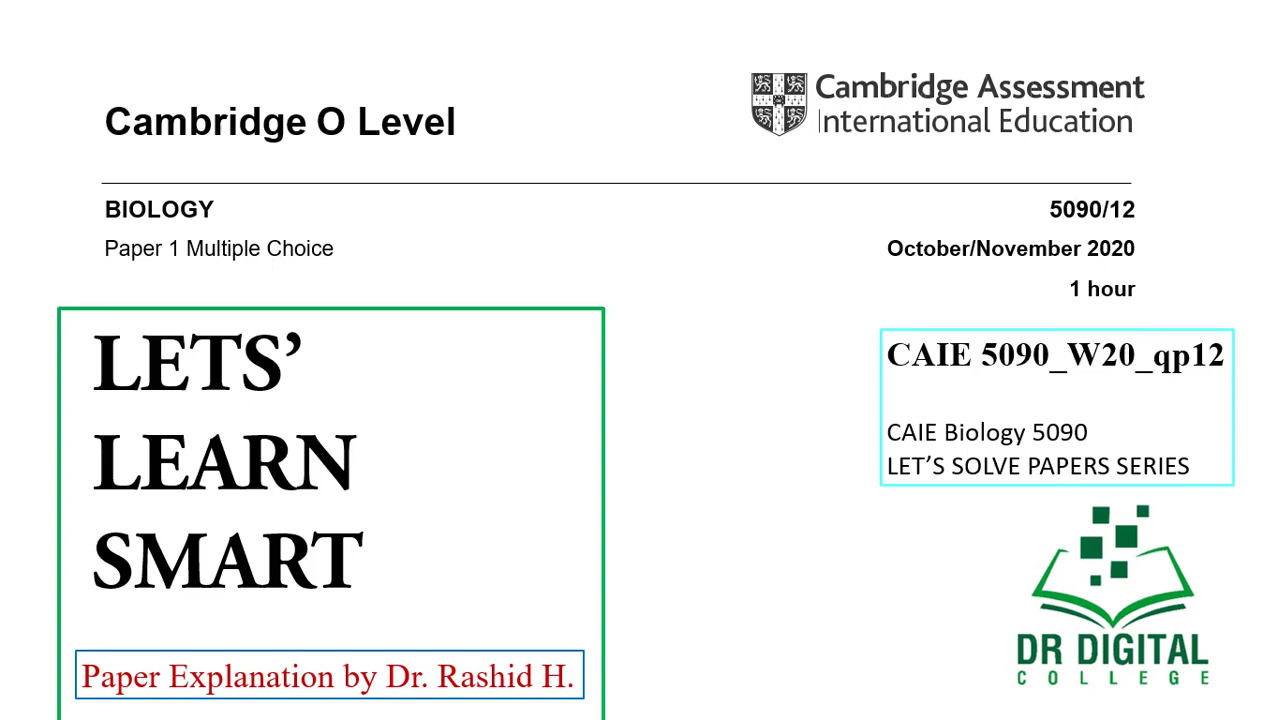 Cambridge O Level
Cambridge Assessment
International Education
BIOLOGY
5090/12
Paper 1 Multiple Choice
October/November 2020
1 hour
LETS’
LEARN
SMART
Paper Explanation by Dr. Rashid H.
CAIE 5090_W20_qp12
CAIE Biology 5090
LET’S SOLVE PAPERS SERIES
DR DIGITAL
COLLEGE